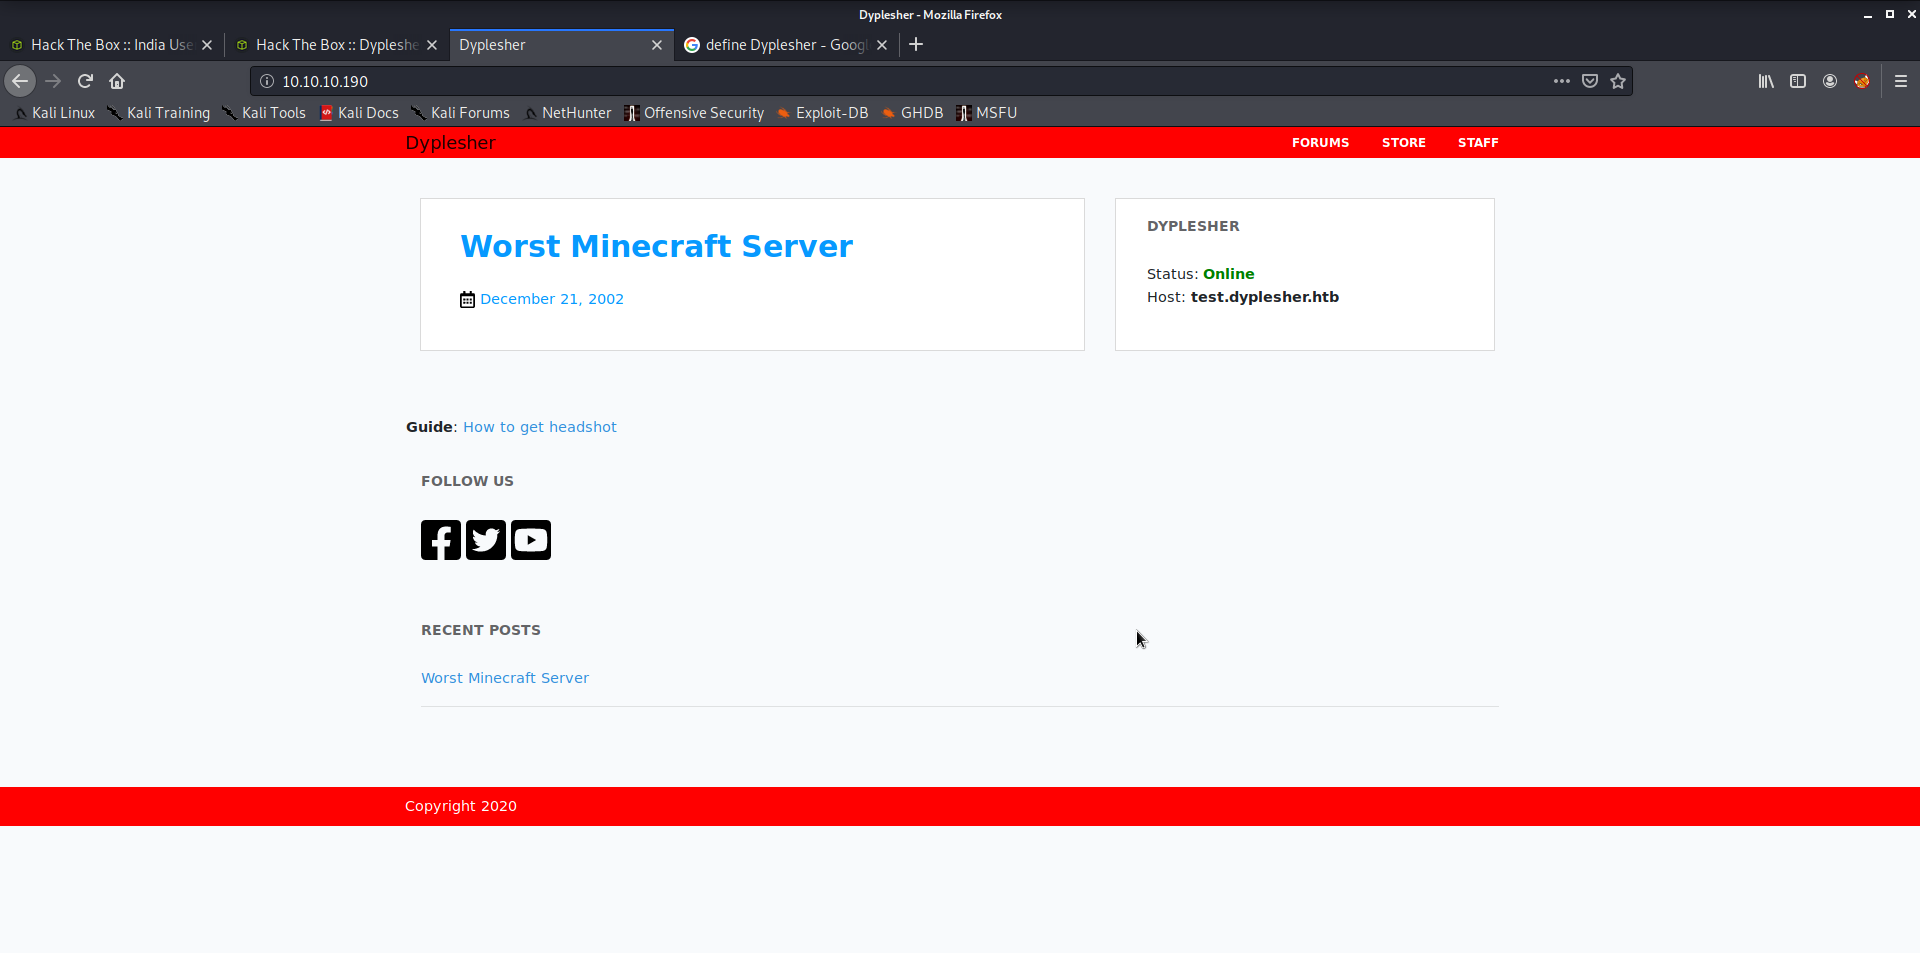 Dyplesher - Mozilla Firefox
Hack The Box :: India Use
Hack The Box :: Dypleshe
Dyplesher
define Dyplesher - Goog
10.10.10.190
Kali Linux Kali Training Kali Tools Kali Docs Kali Forums NetHunter Offensive Security Exploit-DB GHDB MSFU
Dyplesher FORUMS STORE STAFF
Worst Minecraft Server
December 21, 2002
DYPLESHER
Status: Online
Host: test.dyplesher.htb
Guide: How to get headshot
FOLLOW US
RECENT POSTS
Worst Minecraft Server
Copyright 2020